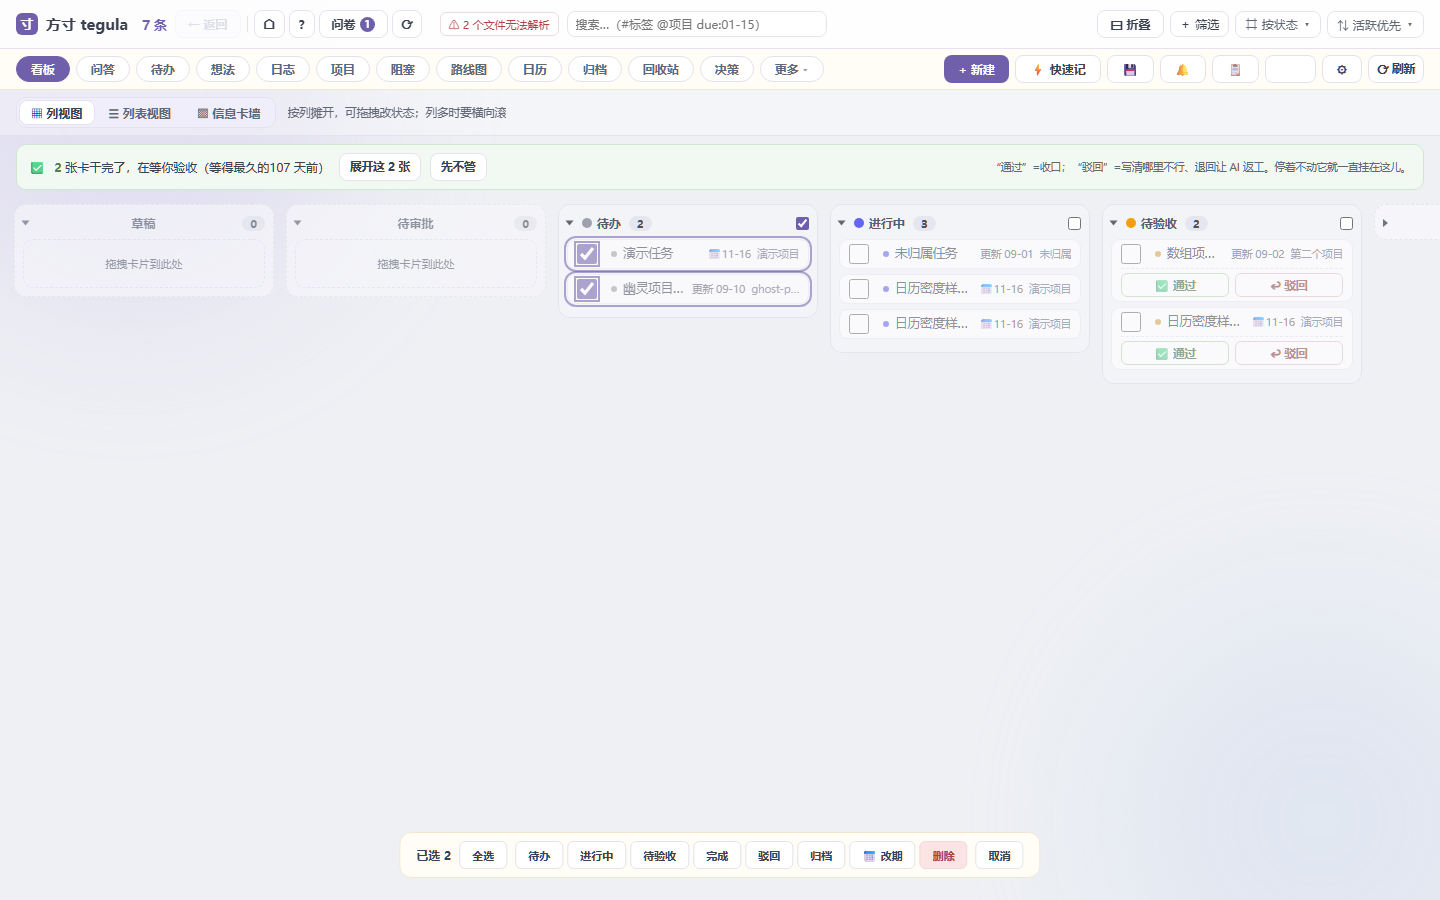 寸 方寸 tegula 7 条 ← 返回 ? 问卷 1 ⚠ 2 个文件无法解析 搜索... (#标签 @项目 due:01-15) 折叠 + 筛选 按状态 活跃优先
看板 问答 待办 想法 日志 项目 阻塞 路线图 日历 归档 回收站 决策 更多 + 新建 快速记 刷新
列视图 列表视图 信息卡墙 按列摊开，可拖拽改状态；列多时要横向滚
2 张卡干完了，在等你验收（等得最久的107 天前） 展开这 2 张 先不管 “通过” =收口； “驳回” =写清哪里不行、退回让 AI 返工。停着不动它就一直挂在这儿。
草稿 0
拖拽卡片到此处
待审批 0
拖拽卡片到此处
待办 2
演示任务 11-16 演示项目
幽灵项目... 更新 09-10 ghost-p...
进行中 3
未归属任务 更新 09-01 未归属
日历密度样... 11-16 演示项目
日历密度样... 11-16 演示项目
待验收 2
数组项... 更新 09-02 第二个项目
通过 驳回
日历密度样... 11-16 演示项目
通过 驳回
已选 2 全选 待办 进行中 待验收 完成 驳回 归档 改期 删除 取消